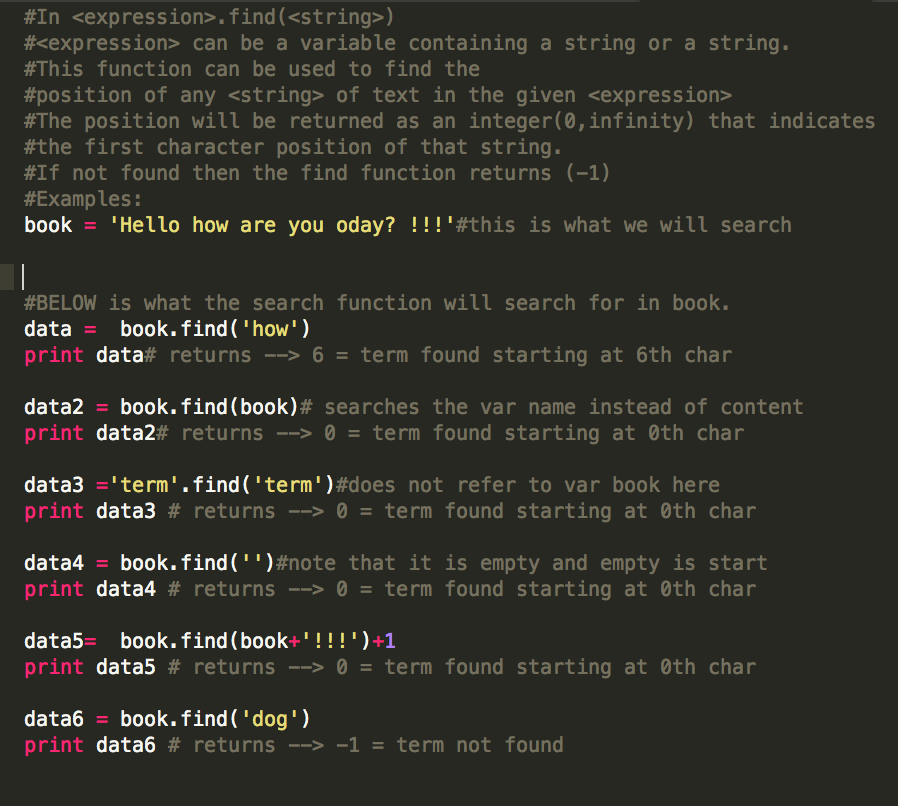 #In <expression>.find(<string>)
#<expression> can be a variable containing a string or a string.
#This function can be used to find the
#position of any <string> of text in the given <expression>
#The position will be returned as an integer(0,infinity) that indicates
#the first character position of that string.
#If not found then the find function returns (-1)
#Examples:
book = 'Hello how are you oday? !!!'#this is what we will search
#BELOW is what the search function will search for in book.
data =  book.find('how')
print data# returns --> 6 = term found starting at 6th char
data2 = book.find(book)# searches the var name instead of content
print data2# returns --> 0 = term found starting at 0th char
data3 ='term'.find('term')#does not refer to var book here
print data3 # returns --> 0 = term found starting at 0th char
data4 = book.find('')#note that it is empty and empty is start
print data4 # returns --> 0 = term found starting at 0th char
data5=  book.find(book+'!!!')+1
print data5 # returns --> 0 = term found starting at 0th char
data6 = book.find('dog')
print data6 # returns --> -1 = term not found